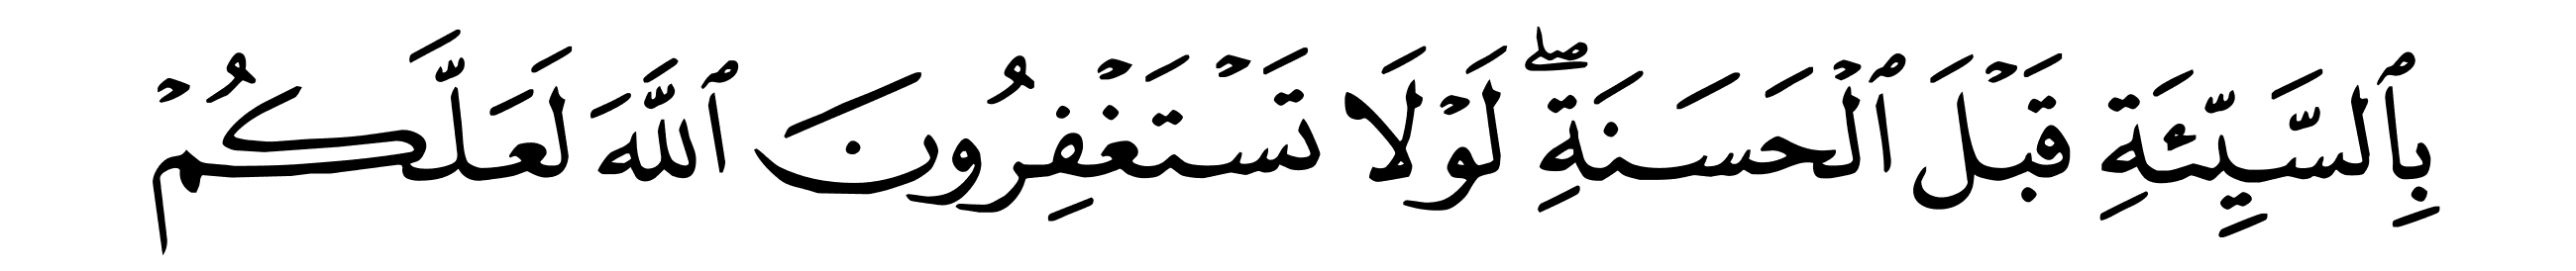 بِٱلسَّيِّئَةِ قَبۡلَ ٱلۡحَسَنَةِۖ لَوۡلَا تَسۡتَغۡفِرُونَ ٱللَّهَ لَعَلَّكُمۡ